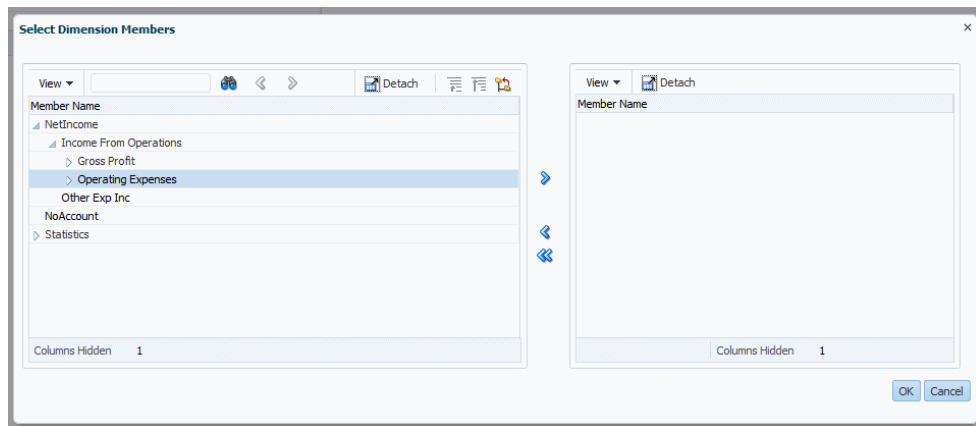 Select Dimension Members
View
Detach
Member Name
NetIncome
Income From Operations
Gross Profit
Operating Expenses
Other Exp Inc
NoAccount
Statistics
Columns Hidden 1
View
Detach
Member Name
Columns Hidden 1
OK
Cancel